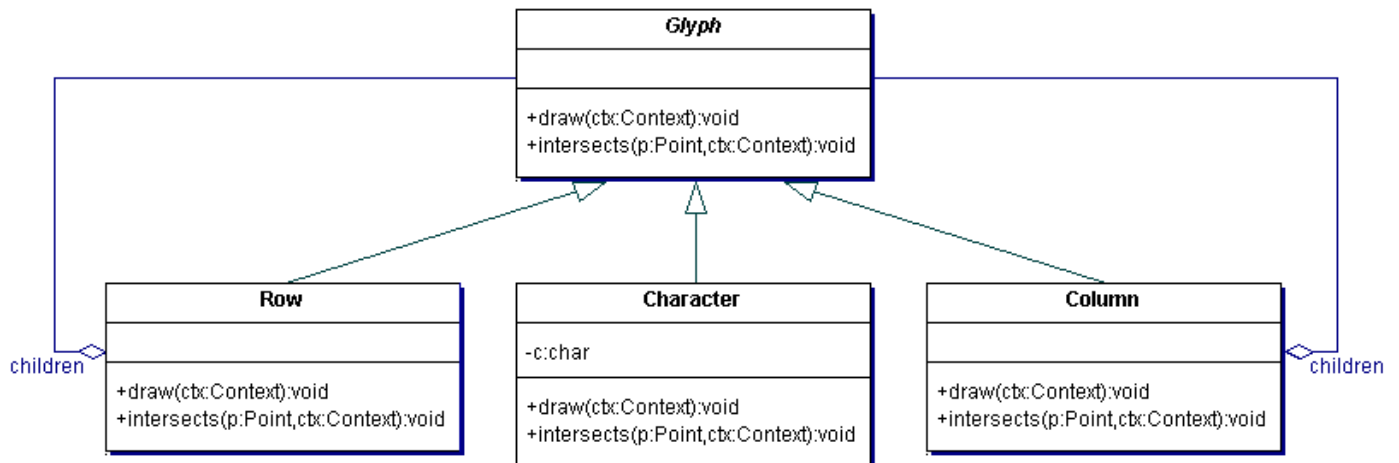 Glyph
+draw(ctx:Context):void
+intersects(p:Point,ctx:Context):void
Row
+draw(ctx:Context):void
+intersects(p:Point,ctx:Context):void
children
Character
-c:char
+draw(ctx:Context):void
+intersects(p:Point,ctx:Context):void
Column
+draw(ctx:Context):void
+intersects(p:Point,ctx:Context):void
children